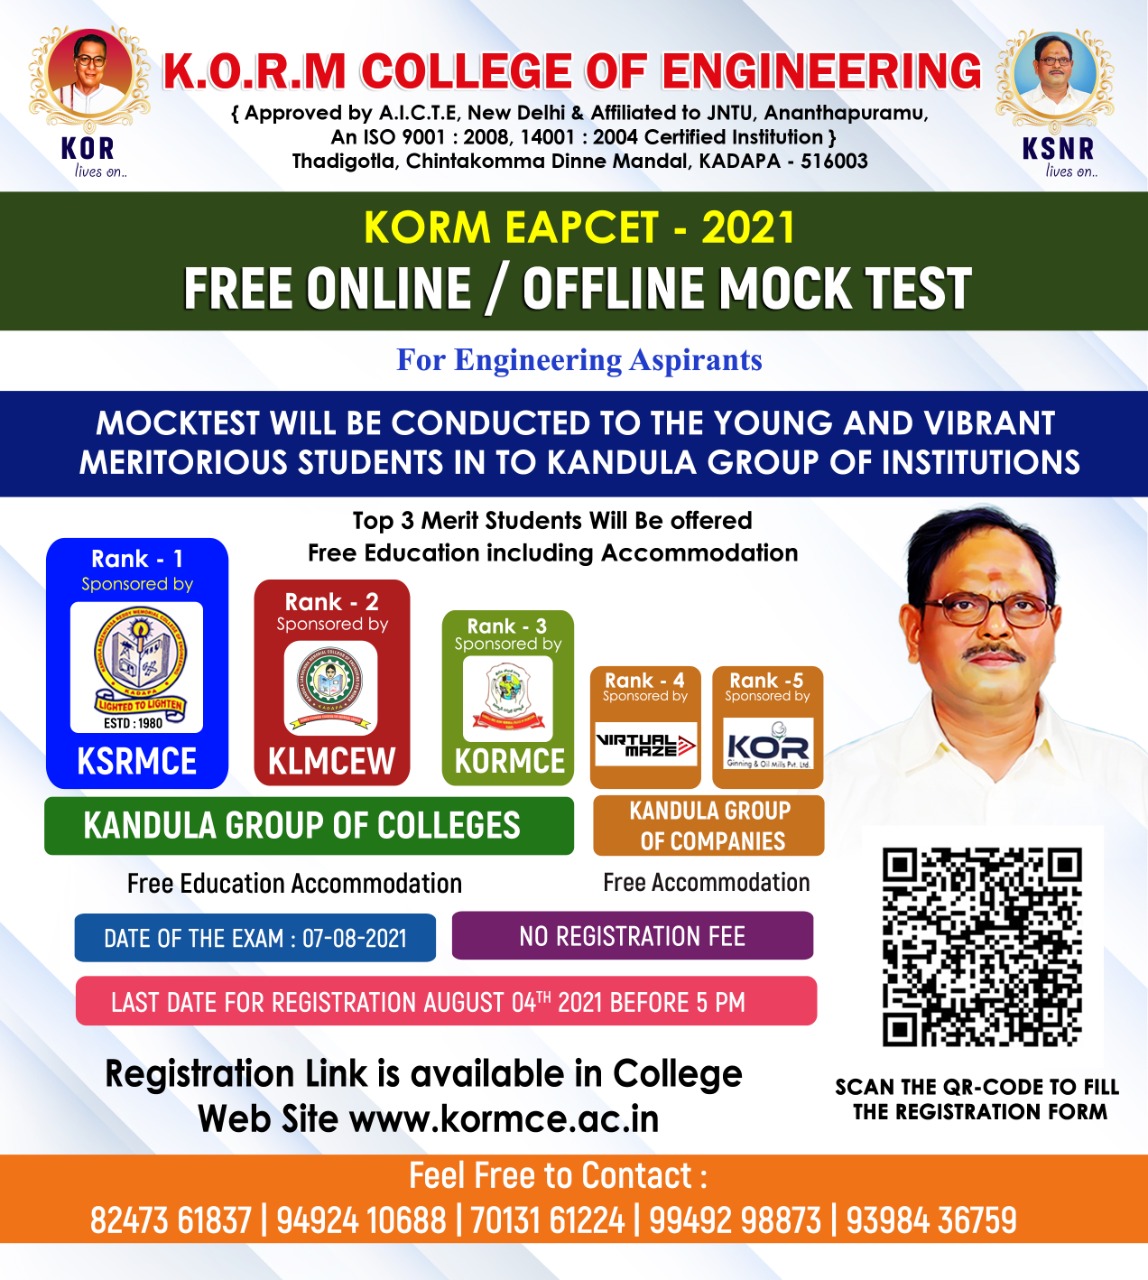 K.O.R.M COLLEGE OF ENGINEERING
{ Approved by A.I.C.T.E, New Delhi & Affiliated to JNTU, Ananthapuramu,
An ISO 9001 : 2008, 14001 : 2004 Certified Institution }
Thadigotla, Chintakomma Dinne Mandal, KADAPA - 516003
KOR
lives on..
KSNR
lives on..
KORM EAPCET - 2021
FREE ONLINE / OFFLINE MOCK TEST
For Engineering Aspirants
MOCKTEST WILL BE CONDUCTED TO THE YOUNG AND VIBRANT
MERITORIOUS STUDENTS IN TO KANDULA GROUP OF INSTITUTIONS
Top 3 Merit Students Will Be offered
Free Education including Accommodation
Rank - 1
Sponsored by
KADAPA
LIGHTED TO LIGHTEN
ESTD : 1980
KSRMCE
Rank - 2
Sponsored by
KLMCEW
Rank - 3
Sponsored by
KORMCE
Rank - 4
Sponsored by
VIRTUAL
MAZE
Rank -5
Sponsored by
KOR
Ginning & Oil Mills Pvt. Ltd.
KANDULA GROUP OF COLLEGES
KANDULA GROUP
OF COMPANIES
Free Education Accommodation
Free Accommodation
DATE OF THE EXAM : 07-08-2021
NO REGISTRATION FEE
LAST DATE FOR REGISTRATION AUGUST 04TH 2021 BEFORE 5 PM
Registration Link is available in College
Web Site www.kormce.ac.in
SCAN THE QR-CODE TO FILL
THE REGISTRATION FORM
Feel Free to Contact :
82473 61837 | 94924 10688 | 70131 61224 | 99492 98873 | 93984 36759